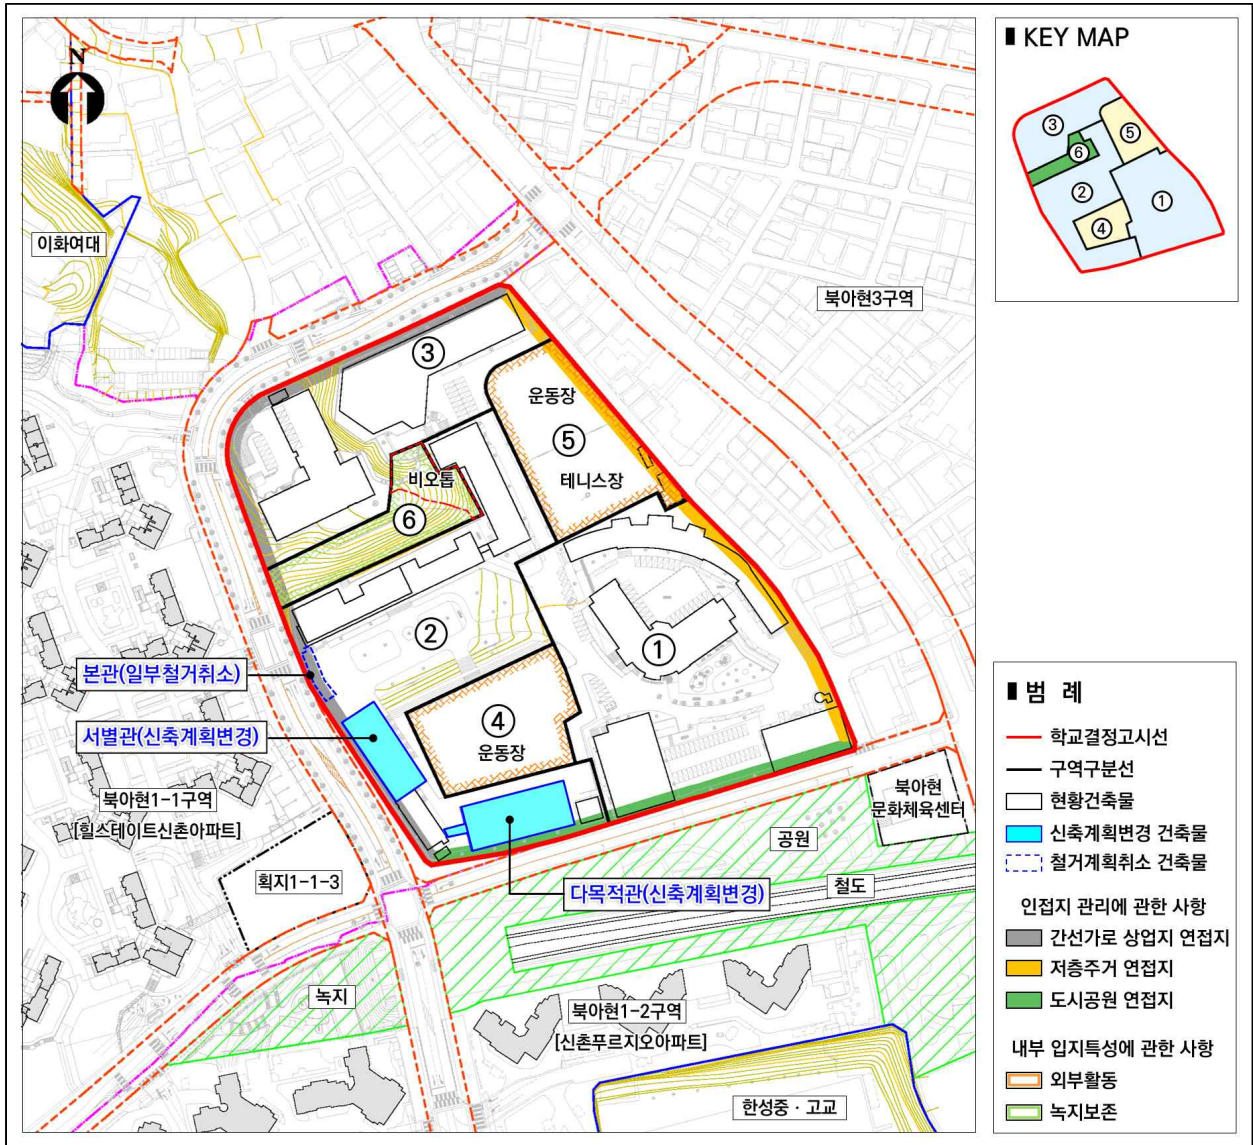 N
이화여대
북아현3구역
③
운동장
⑤
테니스장
비오톱
⑥
②
①
본관(일부철거취소)
서별관(신축계획변경)
④
운동장
북아현1-1구역
[힐스테이트신촌아파트]
획지1-1-3
북아현
문화체육센터
공원
철도
다목적관(신축계획변경)
녹지
북아현1-2구역
[신촌푸르지오아파트]
한성중 · 고교
KEY MAP
③
⑤
⑥
②
①
④
범 례
학교결정고시선
구역구분선
현황건축물
신축계획변경 건축물
철거계획취소 건축물
인접지 관리에 관한 사항
간선가로 상업지 연접지
저층주거 연접지
도시공원 연접지
내부 입지특성에 관한 사항
외부활동
녹지보존